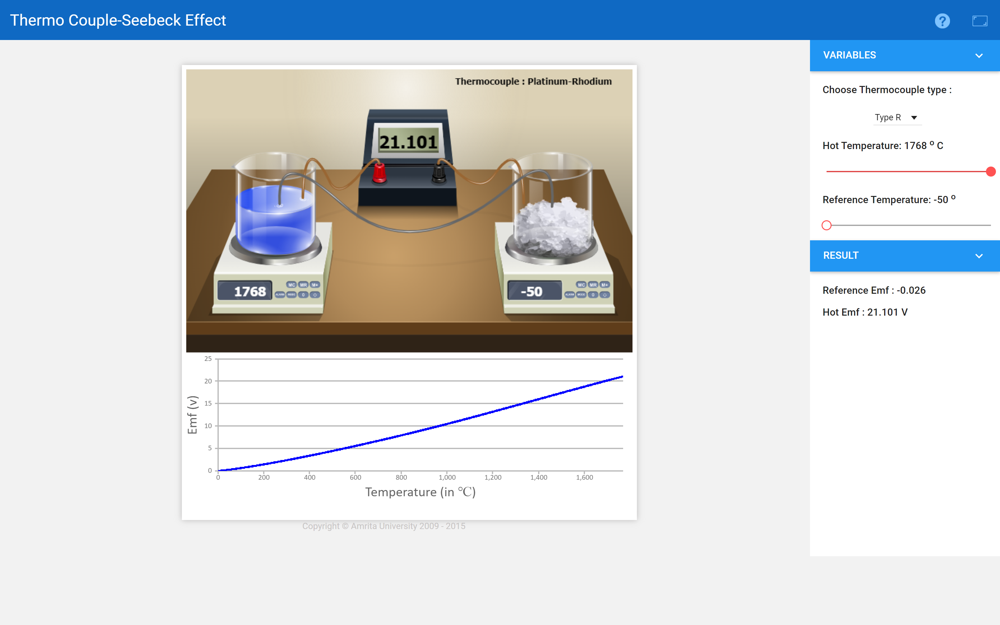 Thermo Couple-Seebeck Effect
?
Thermocouple : Platinum-Rhodium
21.101
1768
MC MR M+
ALARM MODE 0
-50
MC MR M+
ALARM MODE 0
25
20
15
10
5
0
Emf (v)
0 200 400 600 800 1,000 1,200 1,400 1,600
Temperature (in °C)
Copyright © Amrita University 2009 - 2015
VARIABLES
Choose Thermocouple type :
Type R
Hot Temperature: 1768 º C
Reference Temperature: -50 º
RESULT
Reference Emf : -0.026
Hot Emf : 21.101 V